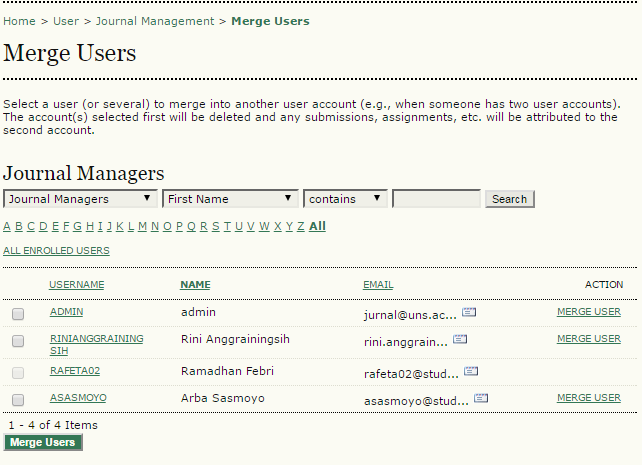 Home > User > Journal Management > Merge Users
Merge Users
Select a user (or several) to merge into another user account (e.g., when someone has two user accounts).
The account(s) selected first will be deleted and any submissions, assignments, etc. will be attributed to the
second account.
Journal Managers
Journal Managers First Name contains Search
A B C D E F G H I J K L M N O P Q R S T U V W X Y Z All
ALL ENROLLED USERS
USERNAME NAME EMAIL ACTION
ADMIN admin jurnal@uns.ac... MERGE USER
RINIANGGRAINING Rini Anggrainingsih rini.anggrain... MERGE USER
SIH
RAFETA02 Ramadhan Febri rafeta02@stud...
ASASMOYO Arba Sasmoyo asasmoyo@stud... MERGE USER
1 - 4 of 4 Items
Merge Users